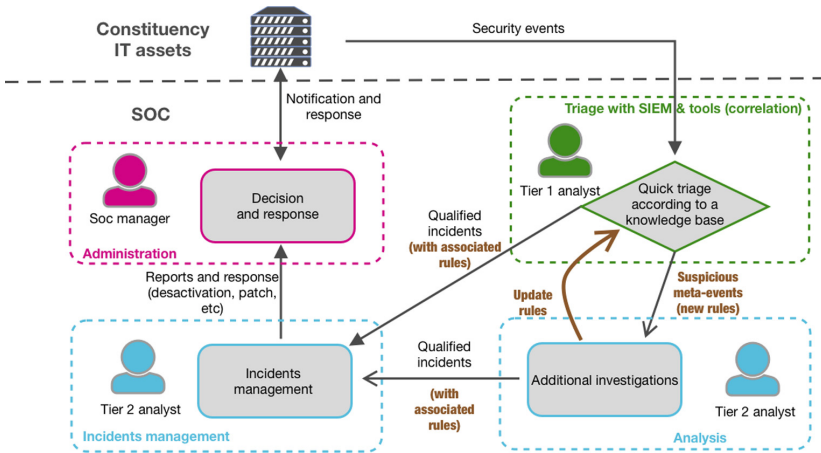 Constituency
IT assets
Security events
SOC
Notification and
response
Triage with SIEM & tools (correlation)
Tier 1 analyst
Quick triage
according to a
knowledge base
Soc manager
Decision
and response
Administration
Qualified
incidents
(with associated
rules)
Reports and response
(desactivation, patch,
etc)
Update
rules
Suspicious
meta-events
(new rules)
Tier 2 analyst
Incidents
management
Incidents management
Qualified
incidents
(with
associated
rules)
Additional investigations
Tier 2 analyst
Analysis